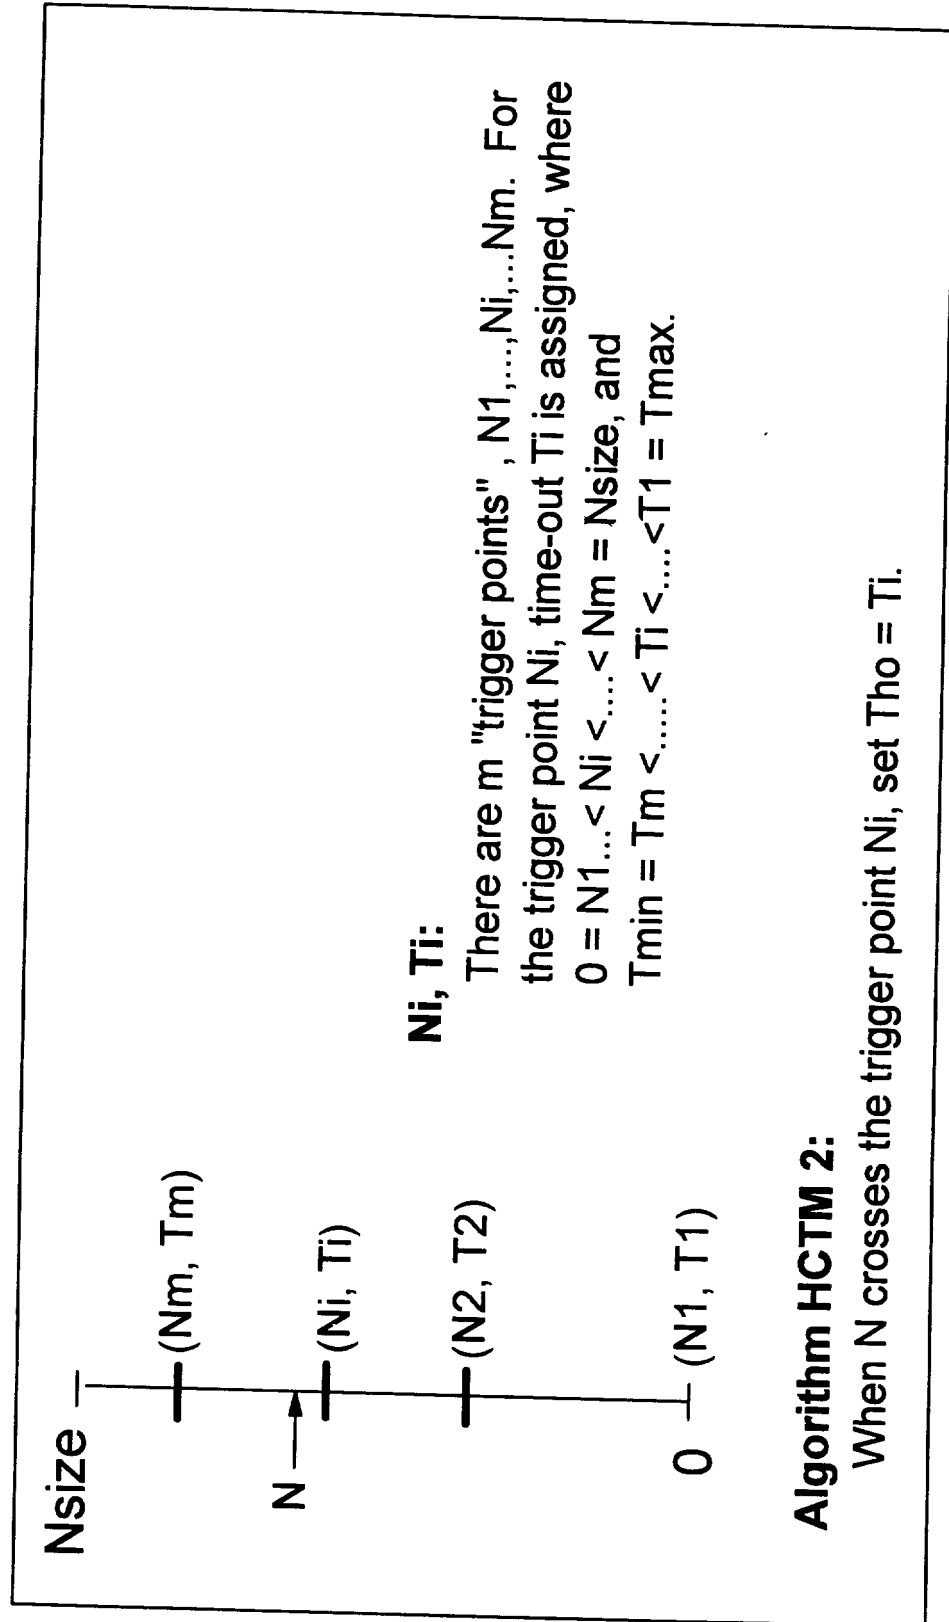 Nsize
(Nm, Tm)
N
(Ni, Ti)
(N2, T2)
0
(N1, T1)
Ni, Ti:
There are m "trigger points" , N1,...,Ni,...Nm. For
the trigger point Ni, time-out Ti is assigned, where
0 = N1...< Ni <....< Nm = Nsize, and
Tmin = Tm <......< Ti <....<T1 = Tmax.
Algorithm HCTM 2:
When N crosses the trigger point Ni, set Tho = Ti.